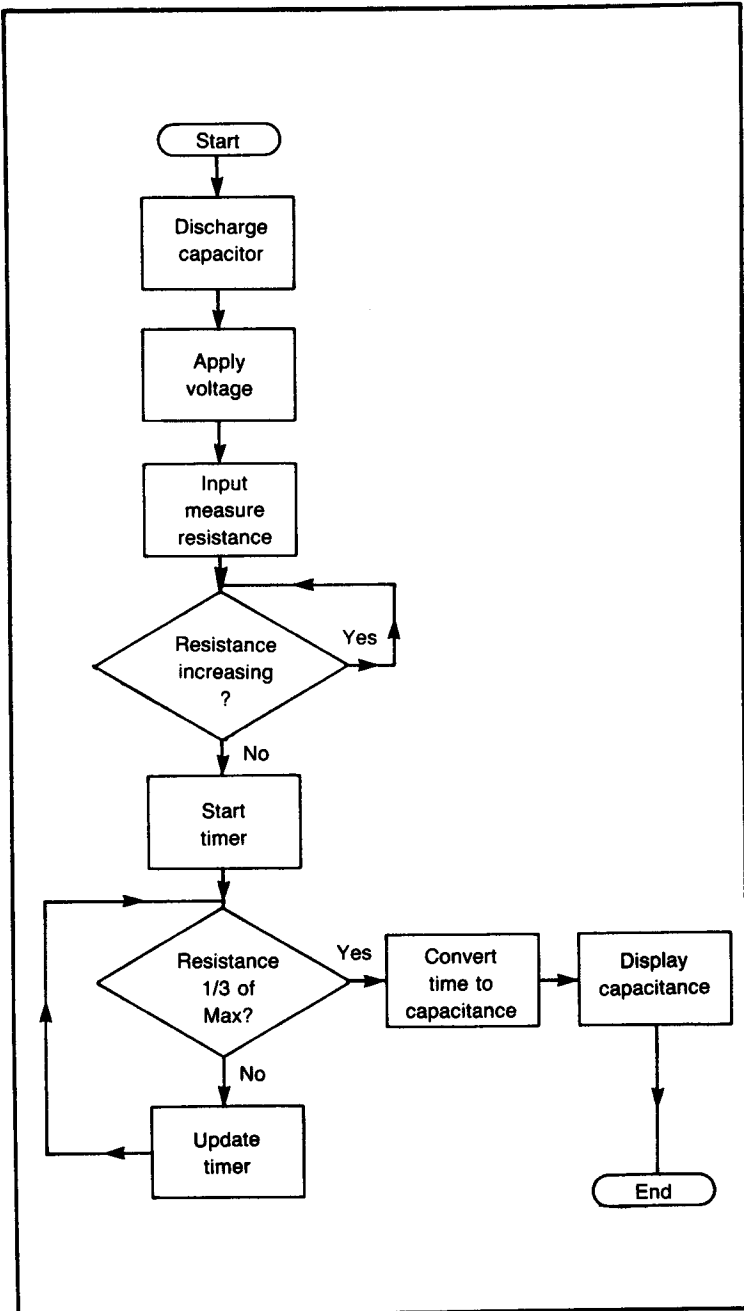 Start
Discharge
capacitor
Apply
voltage
Input
measure
resistance
Yes
Resistance
increasing
?
No
Start
timer
Resistance
1/3 of
Max?
Yes
Convert
time to
capacitance
Display
capacitance
No
Update
timer
End